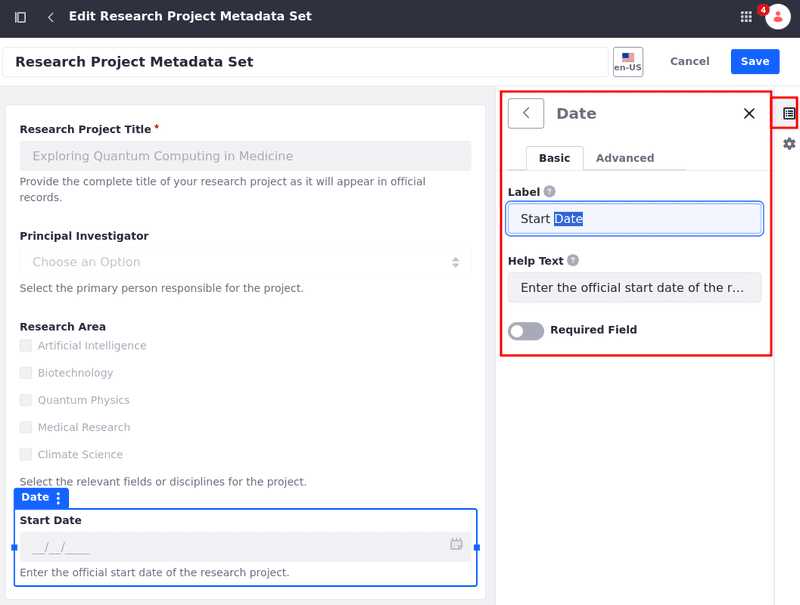 Edit Research Project Metadata Set
4
Research Project Metadata Set
en-US
Cancel
Save
Research Project Title *
Exploring Quantum Computing in Medicine
Provide the complete title of your research project as it will appear in official
records.
Principal Investigator
Choose an Option
Select the primary person responsible for the project.
Research Area
Artificial Intelligence
Biotechnology
Quantum Physics
Medical Research
Climate Science
Select the relevant fields or disciplines for the project.
Date
Start Date
__/__/____
Enter the official start date of the research project.
Date
Basic
Advanced
Label ?
Start Date
Help Text ?
Enter the official start date of the r...
Required Field